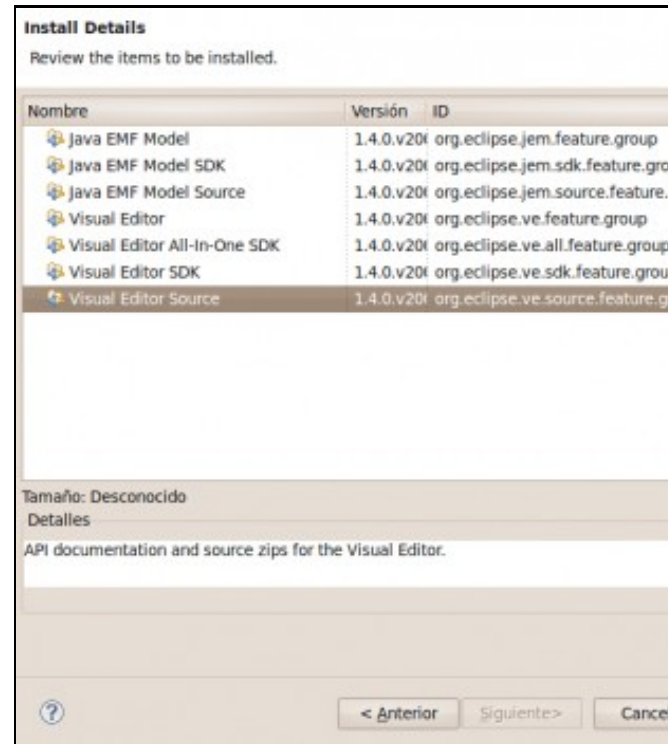 Install Details
Review the items to be installed.
Nombre Versión ID
Java EMF Model 1.4.0.v20 org.eclipse.jem.feature.group
Java EMF Model SDK 1.4.0.v20 org.eclipse.jem.sdk.feature.gro
Java EMF Model Source 1.4.0.v20 org.eclipse.jem.source.feature.
Visual Editor 1.4.0.v20 org.eclipse.ve.feature.group
Visual Editor All-In-One SDK 1.4.0.v20 org.eclipse.ve.all.feature.group
Visual Editor SDK 1.4.0.v20 org.eclipse.ve.sdk.feature.grou
Visual Editor Source 1.4.0.v20 org.eclipse.ve.source.feature.g
Tamaño: Desconocido
Detalles
API documentation and source zips for the Visual Editor.
? < Anterior Siguiente> Cance